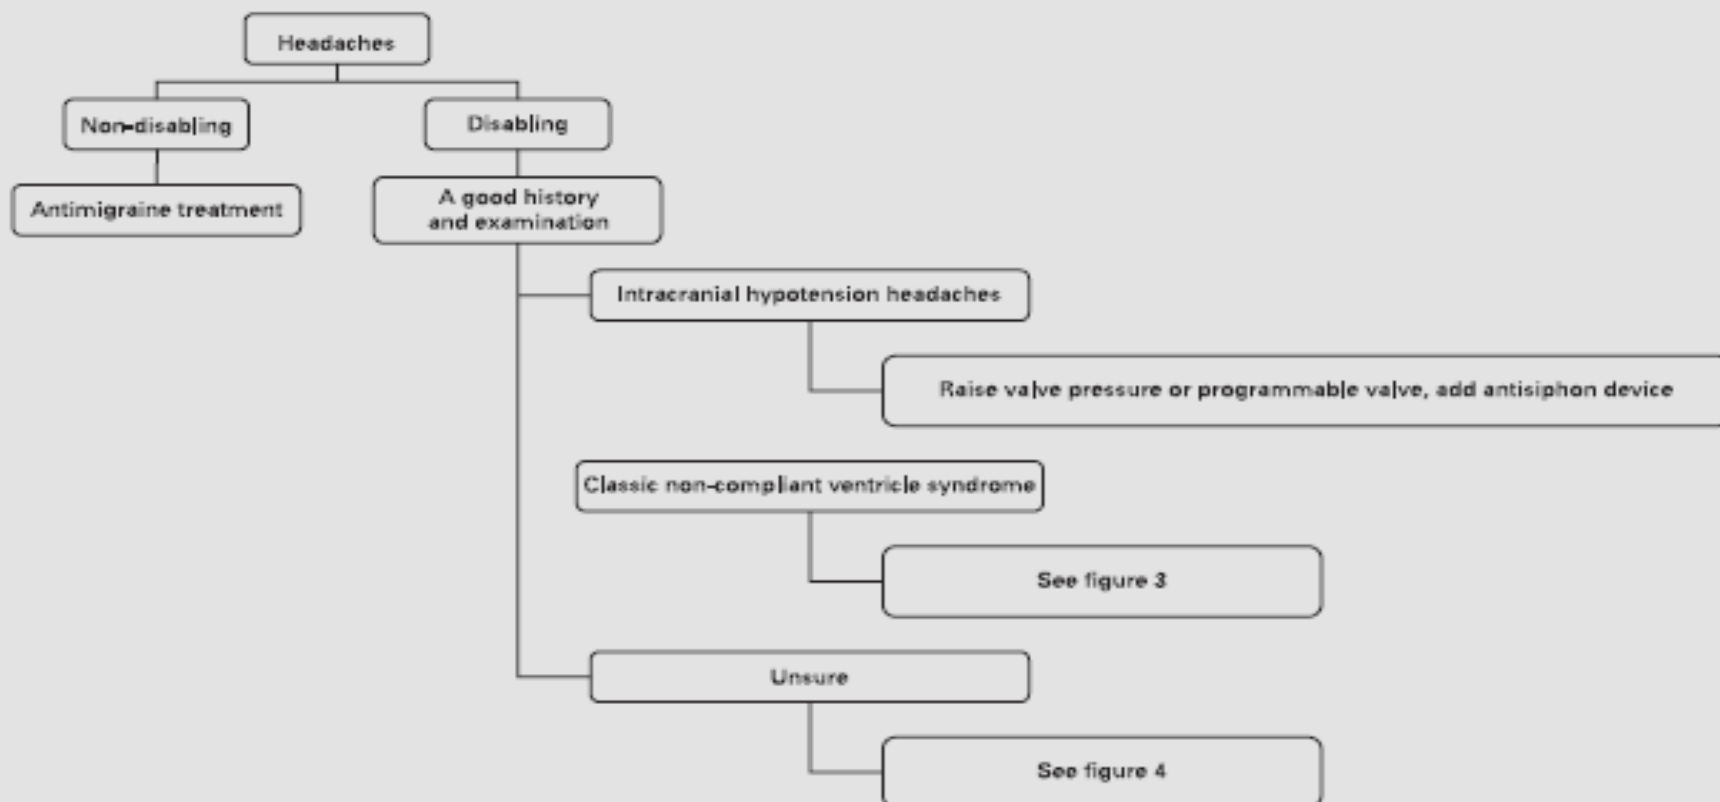 Headaches
Non-disabling
Disabling
Antimigraine treatment
A good history
and examination
Intracranial hypotension headaches
Raise valve pressure or programmable valve, add antisiphon device
Classic non-compliant ventricle syndrome
See figure 3
Unsure
See figure 4